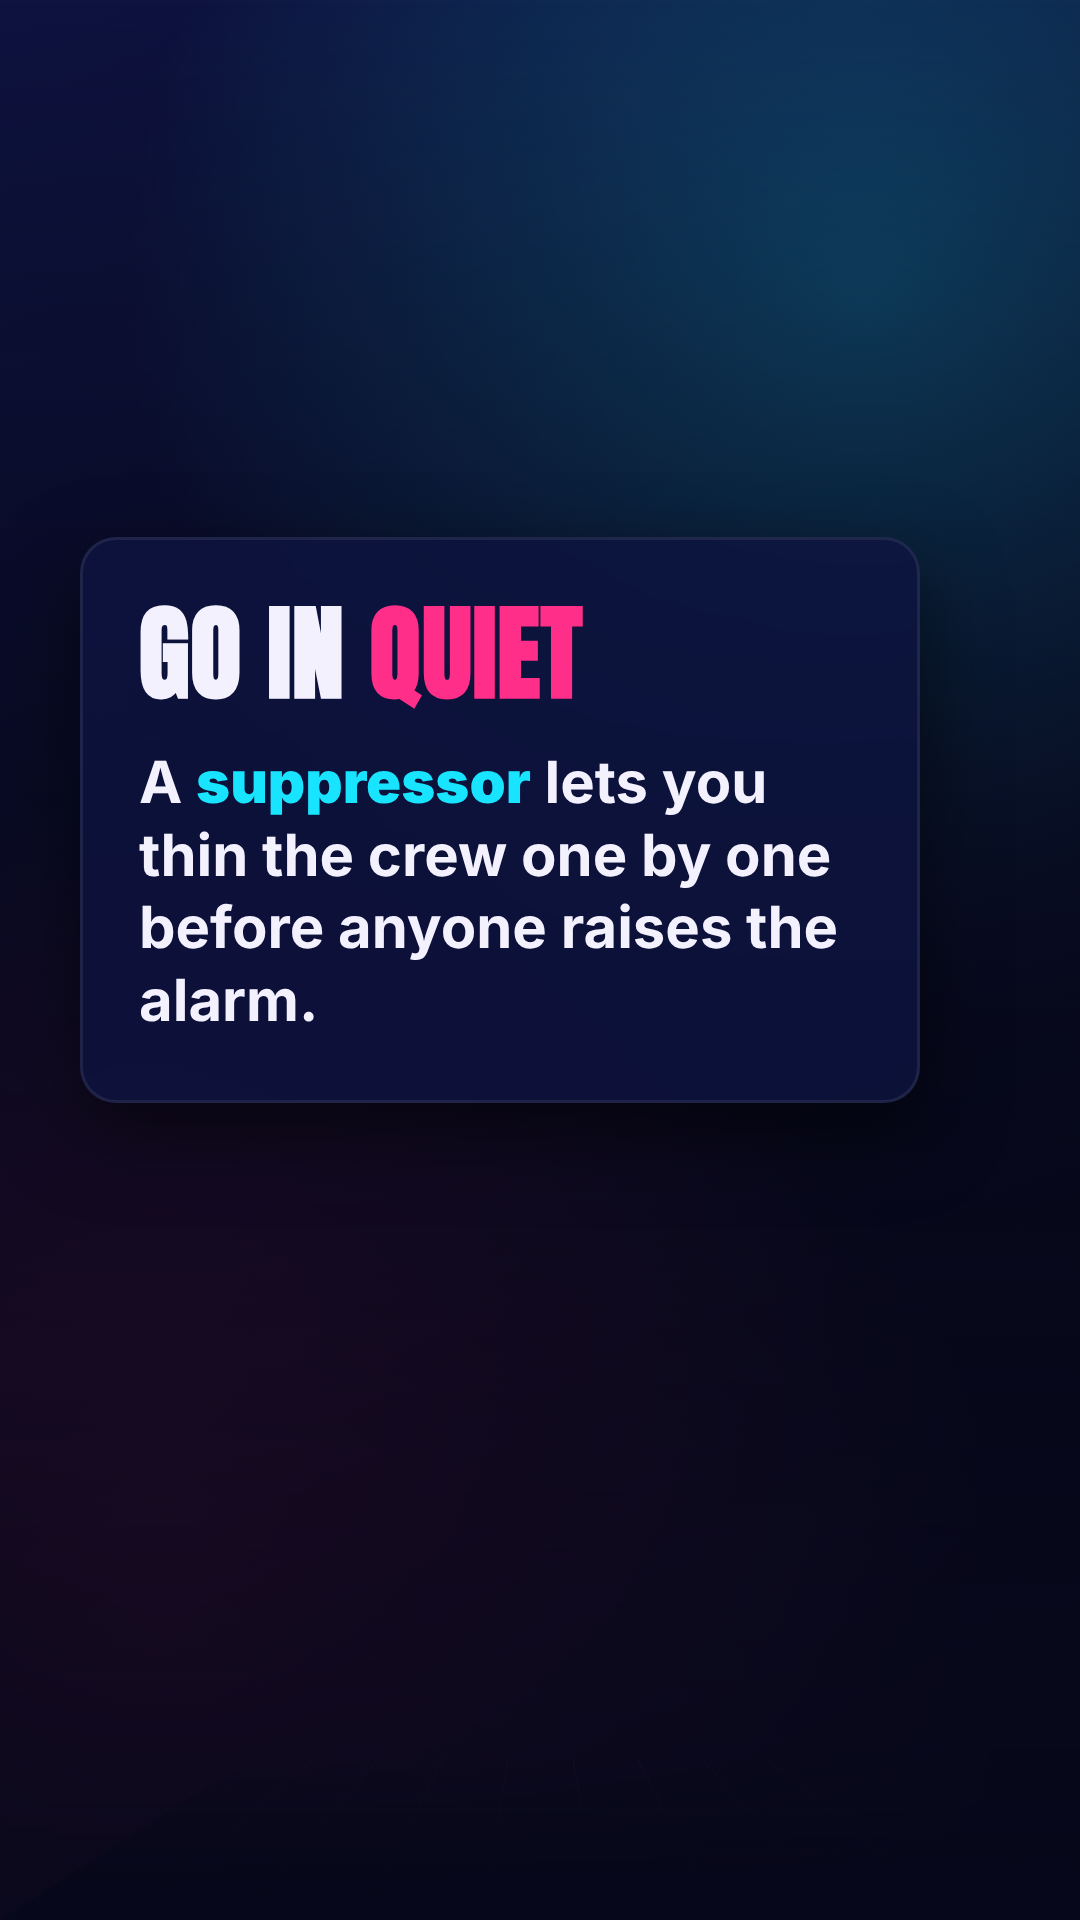 GO IN QUIET
A suppressor lets you
thin the crew one by one
before anyone raises the
alarm.